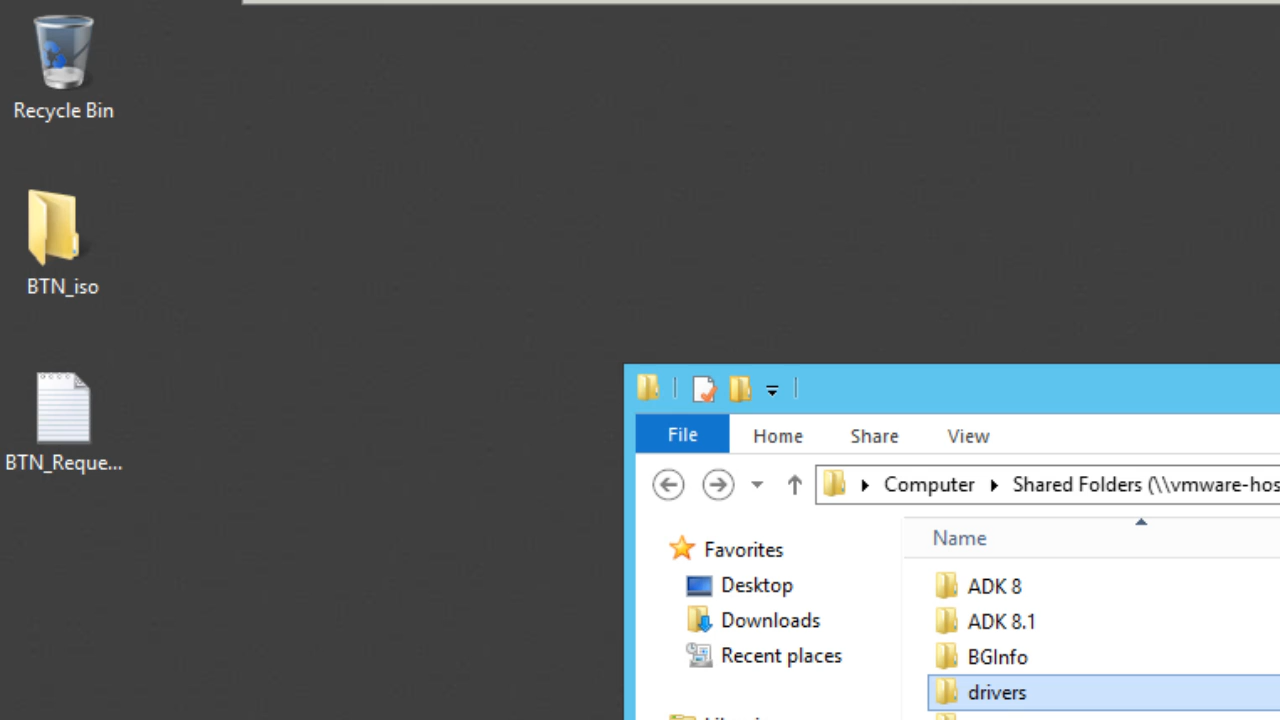 Recycle Bin
BTN_iso
BTN_Reque...
File Home Share View
Computer Shared Folders (\\vmware-hos
Favorites
Desktop
Downloads
Recent places
Name
ADK 8
ADK 8.1
BGInfo
drivers